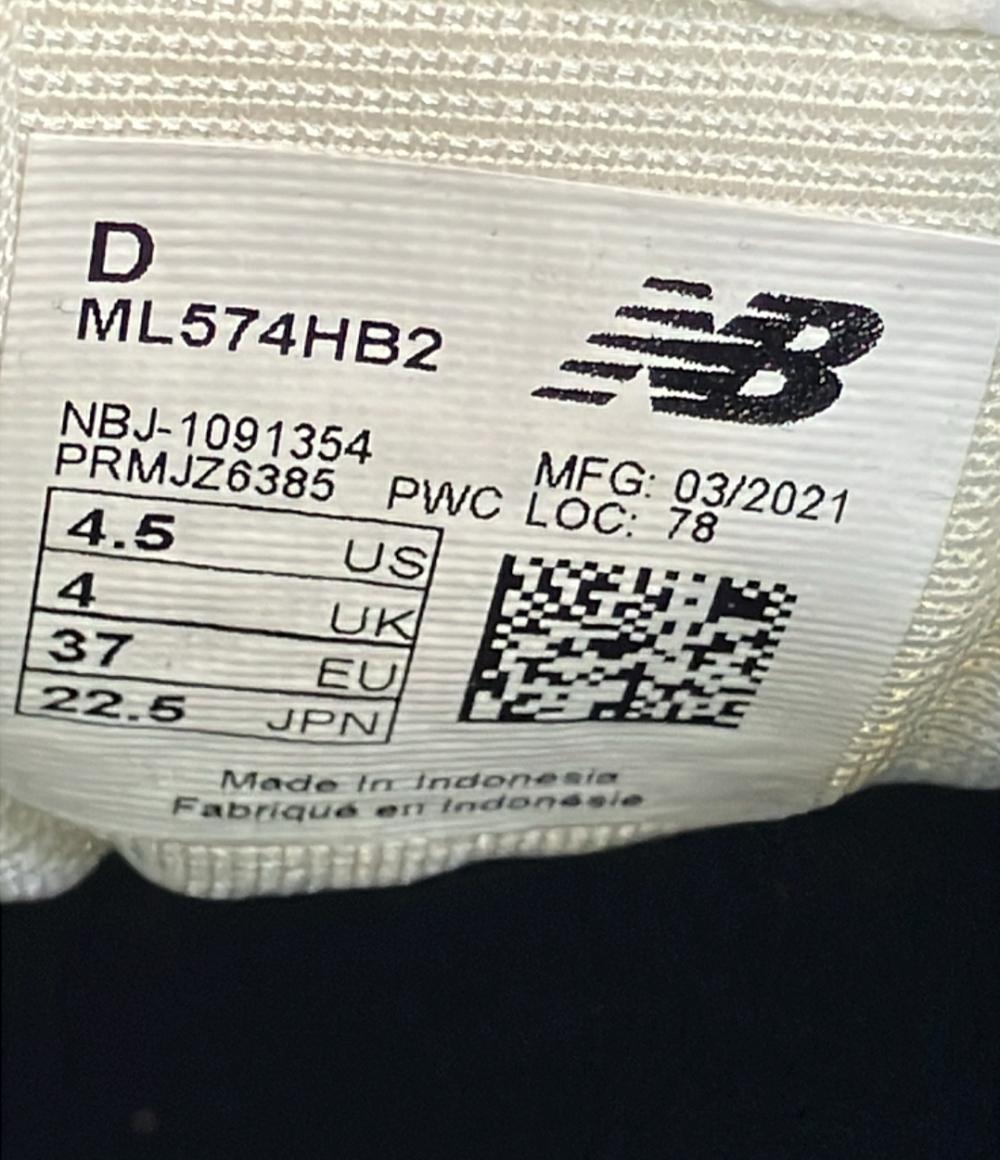 D
ML574HB2
NB
NBJ-1091354
PRMJZ6385 PWC
MFG: 03/2021
LOC: 78
4.5 US
4 UK
37 EU
22.5 JPN
Made In Indonesia
Fabriqué en Indonésie